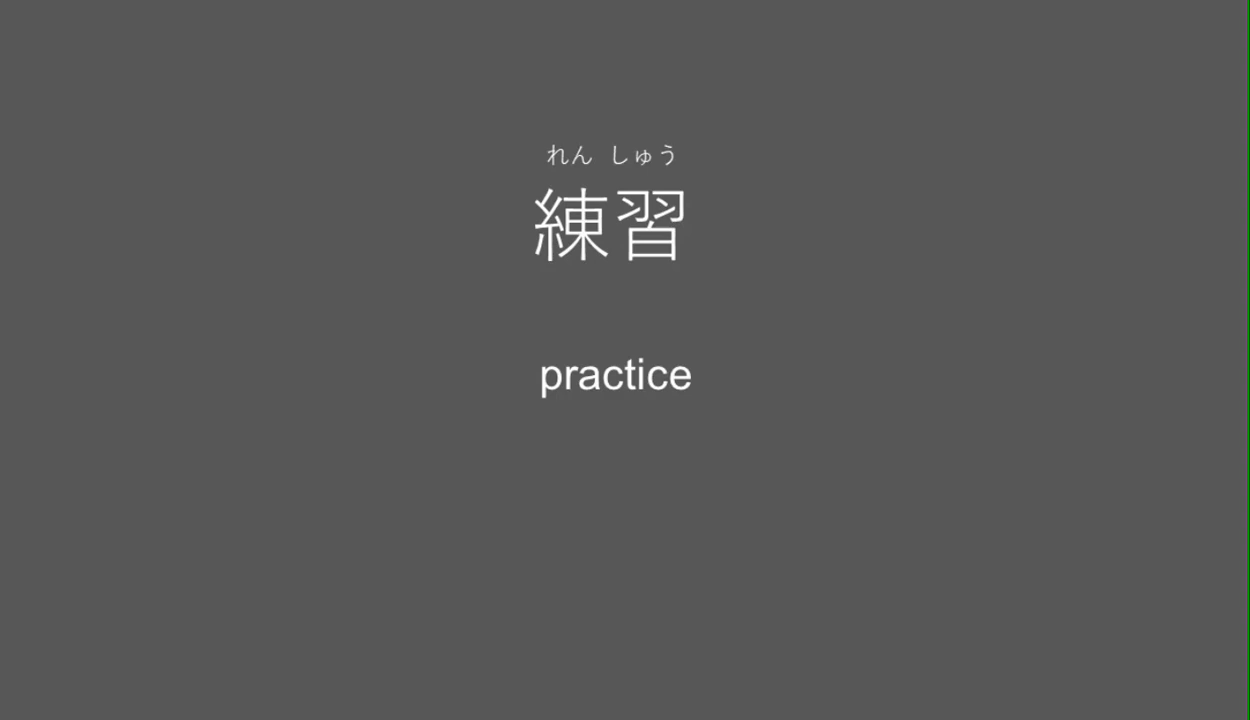 れん しゅう
練習
practice